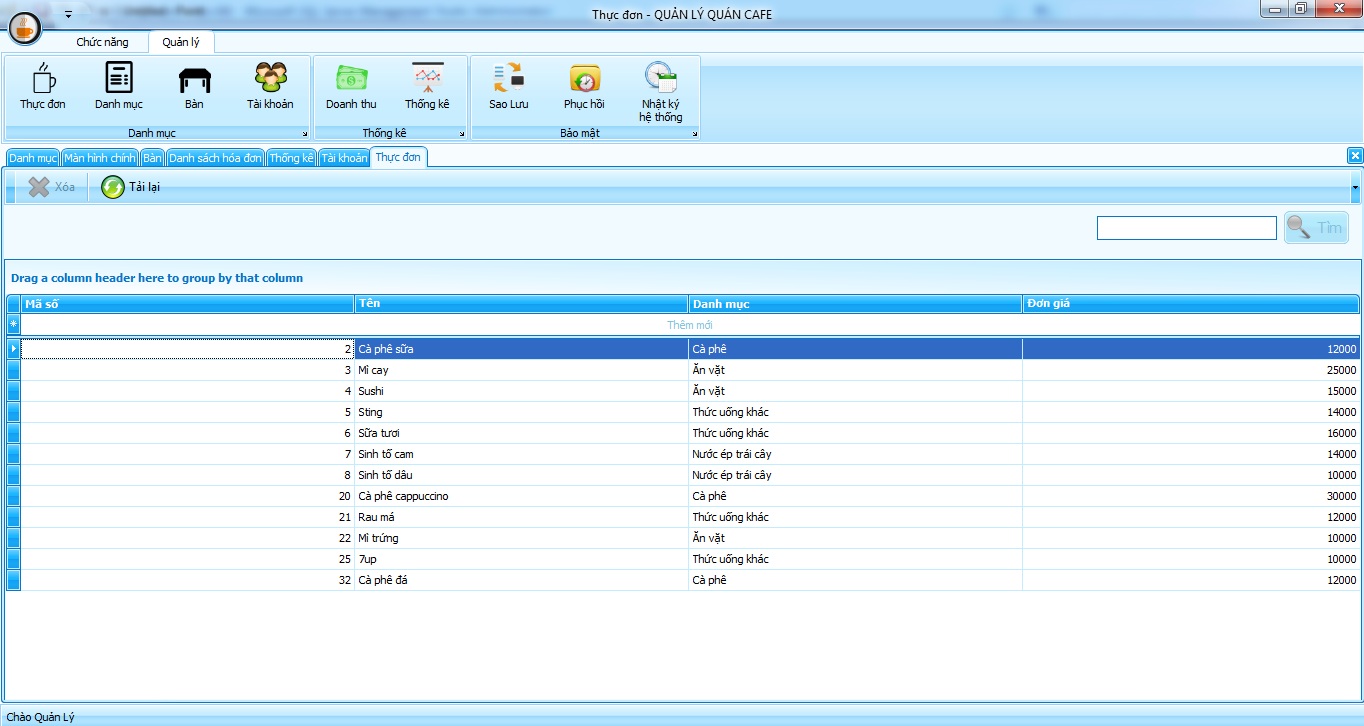 Thực đơn - QUẢN LÝ QUÁN CAFE
Chức năng Quản lý
Thực đơn Danh mục Bàn Tài khoản Doanh thu Thống kê Sao Lưu Phục hồi Nhật ký hệ thống
Danh mục Thống kê Bảo mật
Danh mục Màn hình chính Bàn Danh sách hóa đơn Thống kê Tài khoản Thực đơn
Xóa Tải lại
Tìm
Drag a column header here to group by that column
Mã số Tên Danh mục Đơn giá
Thêm mới
2 Cà phê sữa Cà phê 12000
3 Mì cay Ăn vặt 25000
4 Sushi Ăn vặt 15000
5 Sting Thức uống khác 14000
6 Sữa tươi Thức uống khác 16000
7 Sinh tố cam Nước ép trái cây 14000
8 Sinh tố dâu Nước ép trái cây 10000
20 Cà phê cappuccino Cà phê 30000
21 Rau má Thức uống khác 12000
22 Mì trứng Ăn vặt 10000
25 7up Thức uống khác 10000
32 Cà phê đá Cà phê 12000
Chào Quản Lý